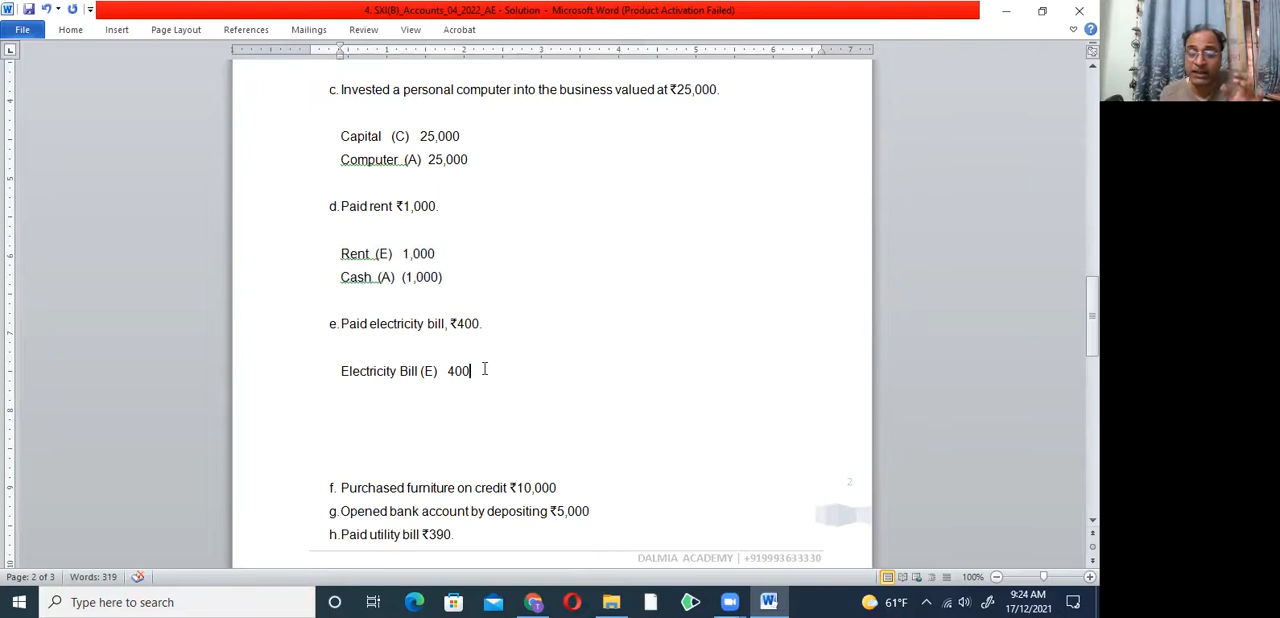 4. SXI(B)_Accounts_04_2022_AE - Solution - Microsoft Word (Product Activation Failed)
File Home Insert Page Layout References Mailings Review View Acrobat
c. Invested a personal computer into the business valued at ₹25,000.
Capital (C) 25,000
Computer (A) 25,000
d. Paid rent ₹1,000.
Rent (E) 1,000
Cash (A) (1,000)
e. Paid electricity bill, ₹400.
Electricity Bill (E) 400
f. Purchased furniture on credit ₹10,000
2
g. Opened bank account by depositing ₹5,000
h. Paid utility bill ₹390.
DALMIA ACADEMY | +919993633330
Page: 2 of 3 Words: 319 100%
Type here to search 61°F 9:24 AM
17/12/2021